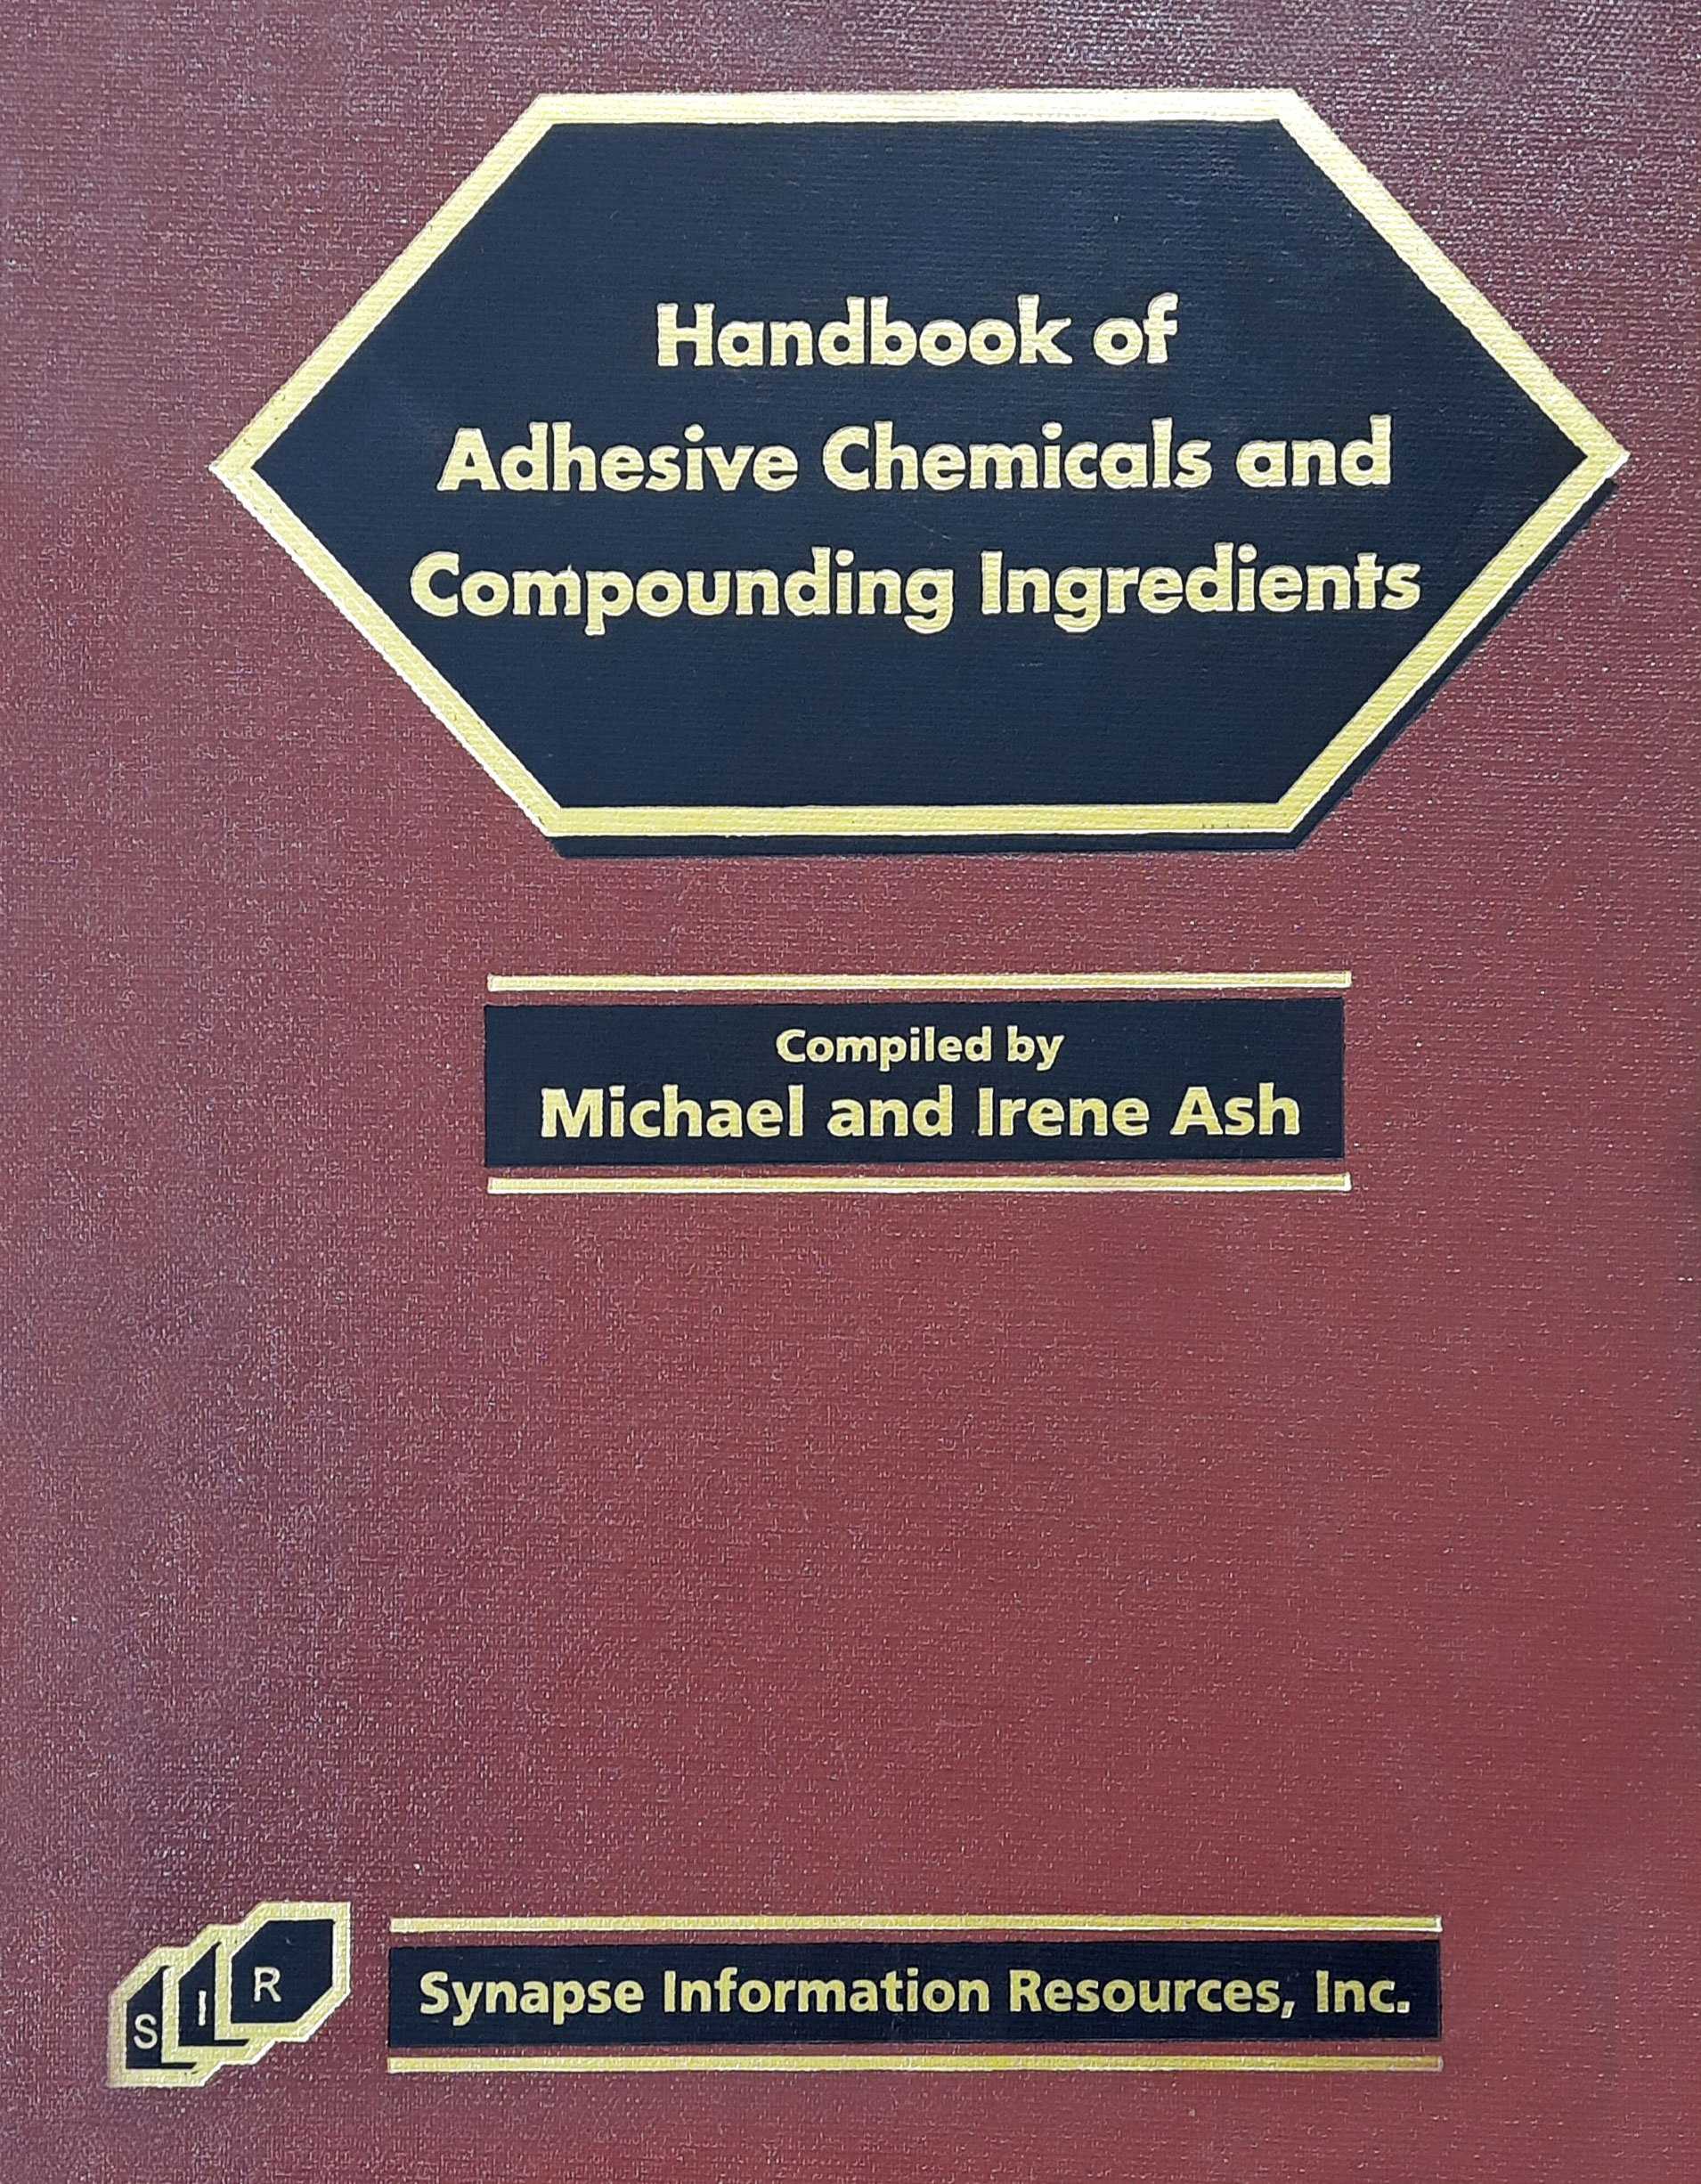 Handbook of
Adhesive Chemicals and
Compounding Ingredients
Compiled by
Michael and Irene Ash
S I R
Synapse Information Resources, Inc.